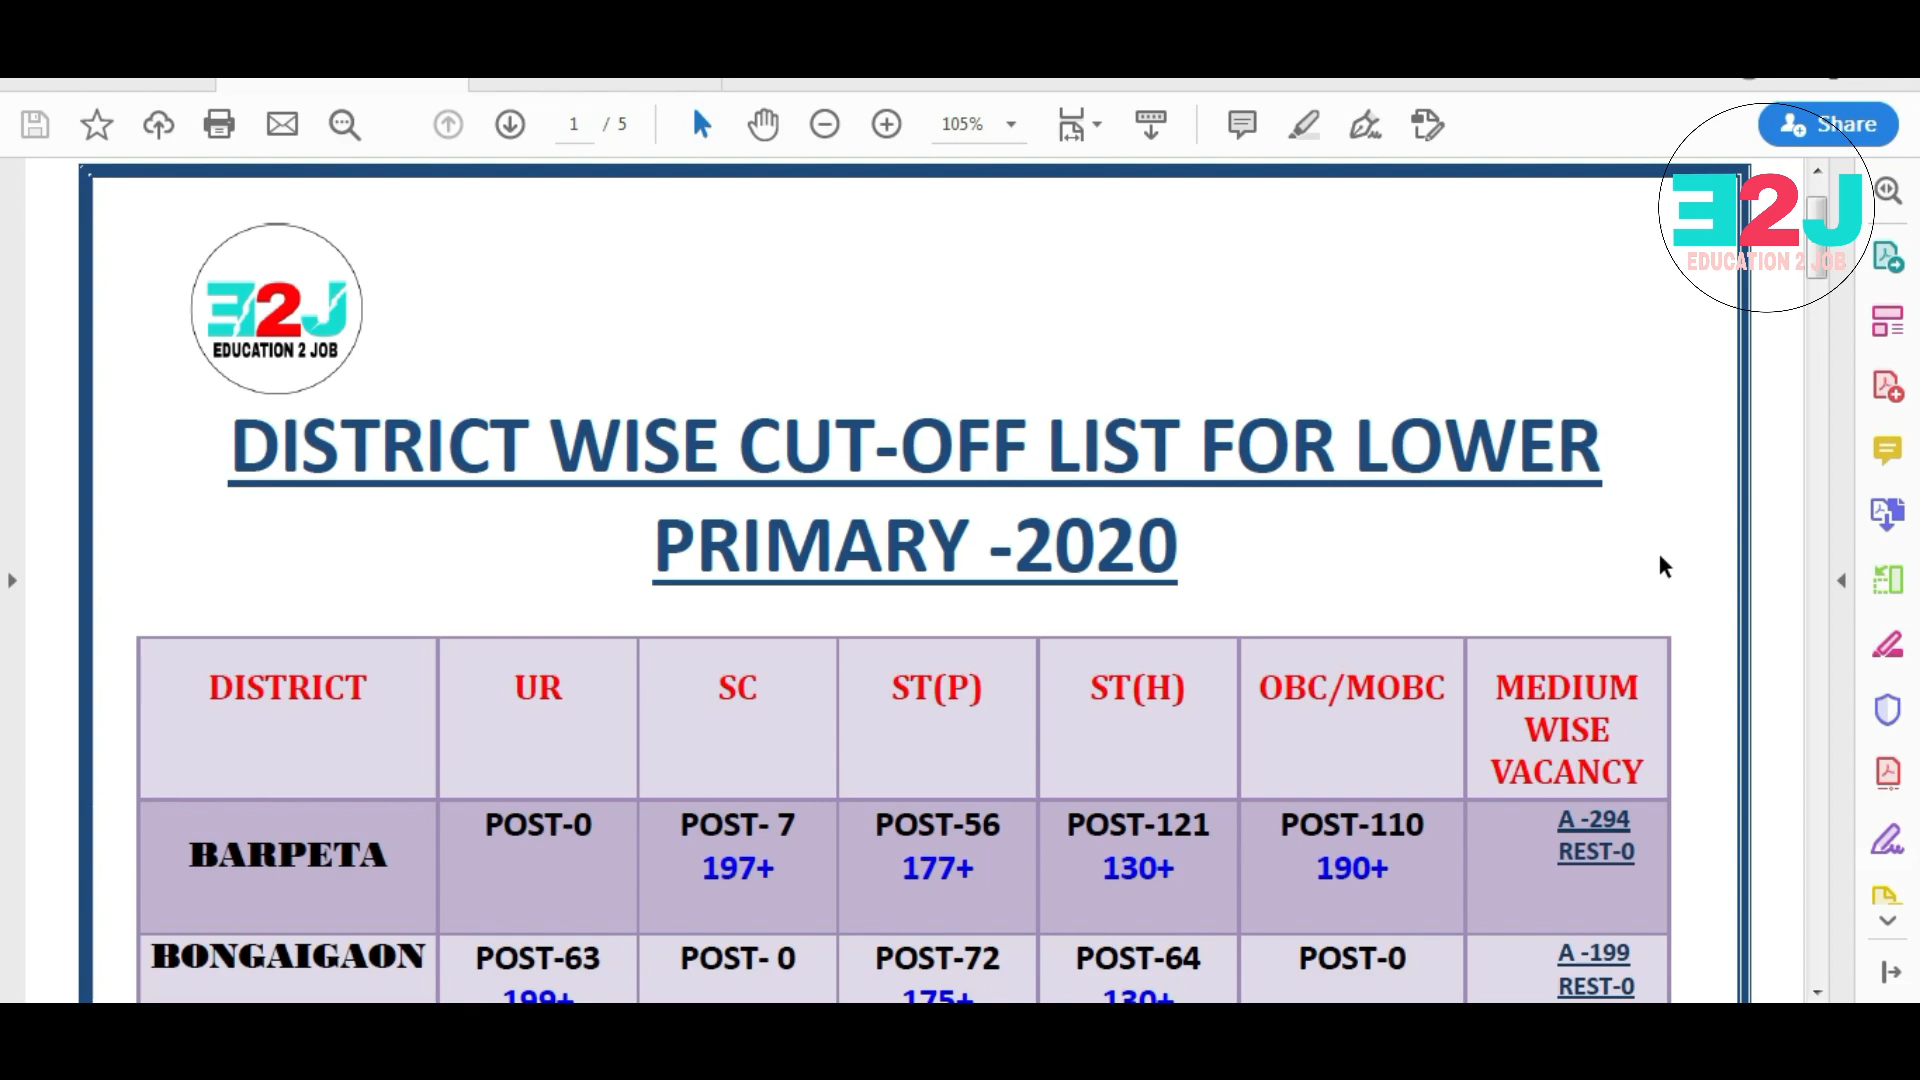 1 / 5
105%
Share
E2J
EDUCATION 2 JOB
E2J
EDUCATION 2 JOB
DISTRICT WISE CUT-OFF LIST FOR LOWER
PRIMARY -2020
DISTRICT UR SC ST(P) ST(H) OBC/MOBC MEDIUM
WISE
VACANCY
BARPETA POST-0 POST- 7 POST-56 POST-121 POST-110 A -294
197+ 177+ 130+ 190+ REST-0
BONGAIGAON POST-63 POST- 0 POST-72 POST-64 POST-0 A -199
199+ 175+ 130+ REST-0